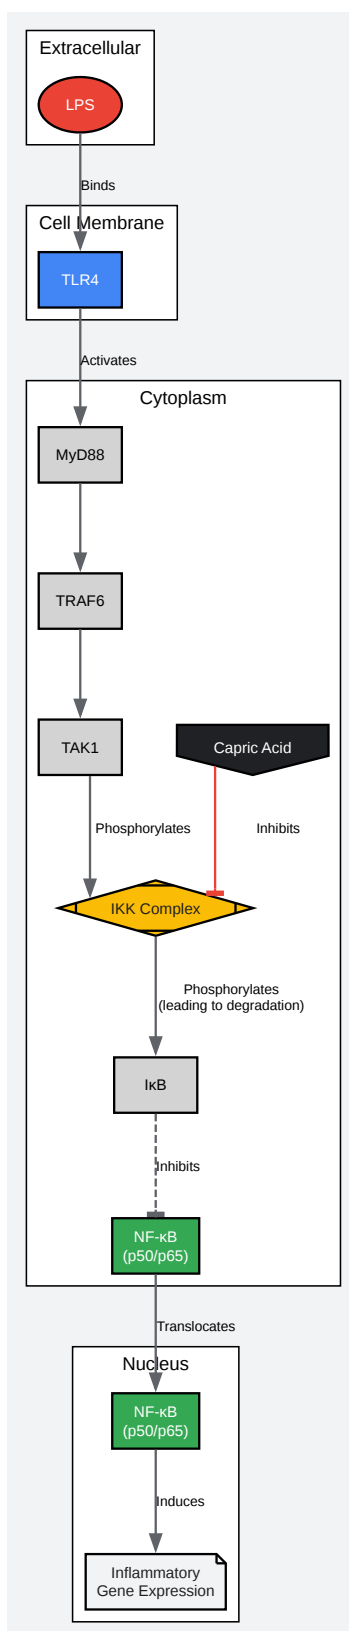 Extracellular
LPS
Binds
Cell Membrane
TLR4
Activates
Cytoplasm
MyD88
TRAF6
TAK1
Capric Acid
Phosphorylates
Inhibits
IKK Complex
Phosphorylates
(leading to degradation)
IκB
Inhibits
NF-κB
(p50/p65)
Translocates
Nucleus
NF-κB
(p50/p65)
Induces
Inflammatory
Gene Expression